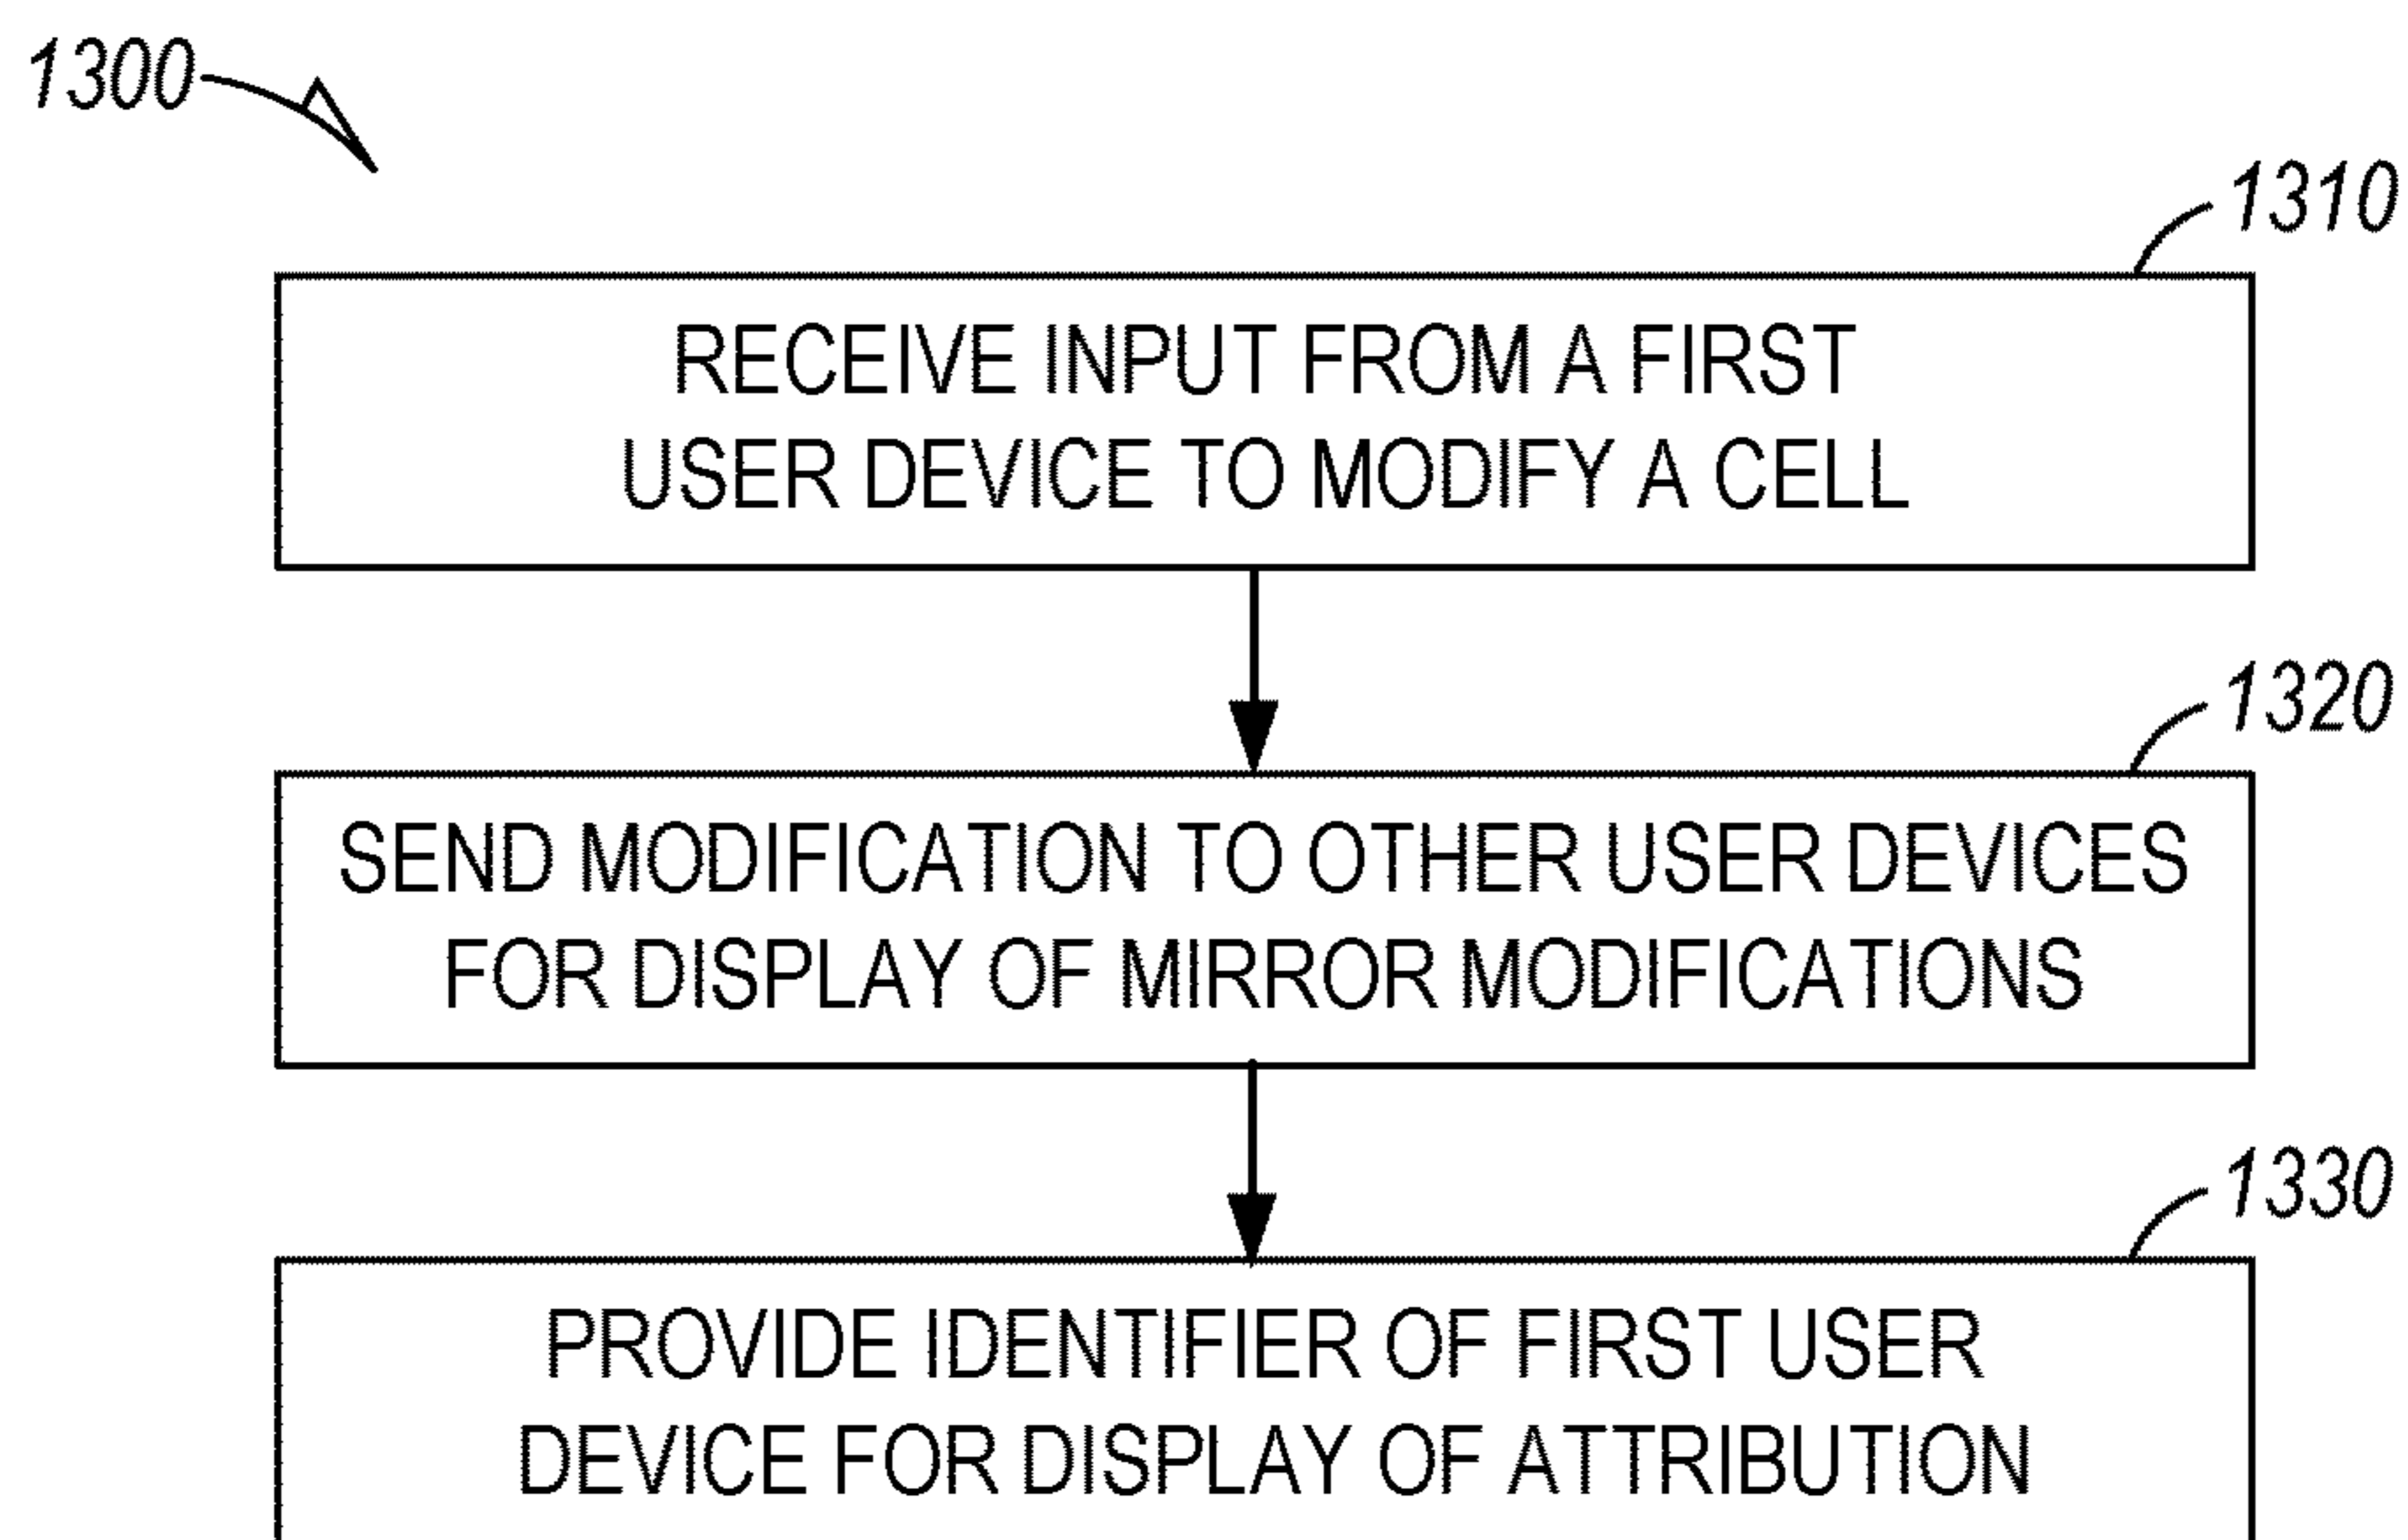 1300
1310
RECEIVE INPUT FROM A FIRST
USER DEVICE TO MODIFY A CELL
1320
SEND MODIFICATION TO OTHER USER DEVICES
FOR DISPLAY OF MIRROR MODIFICATIONS
1330
PROVIDE IDENTIFIER OF FIRST USER
DEVICE FOR DISPLAY OF ATTRIBUTION